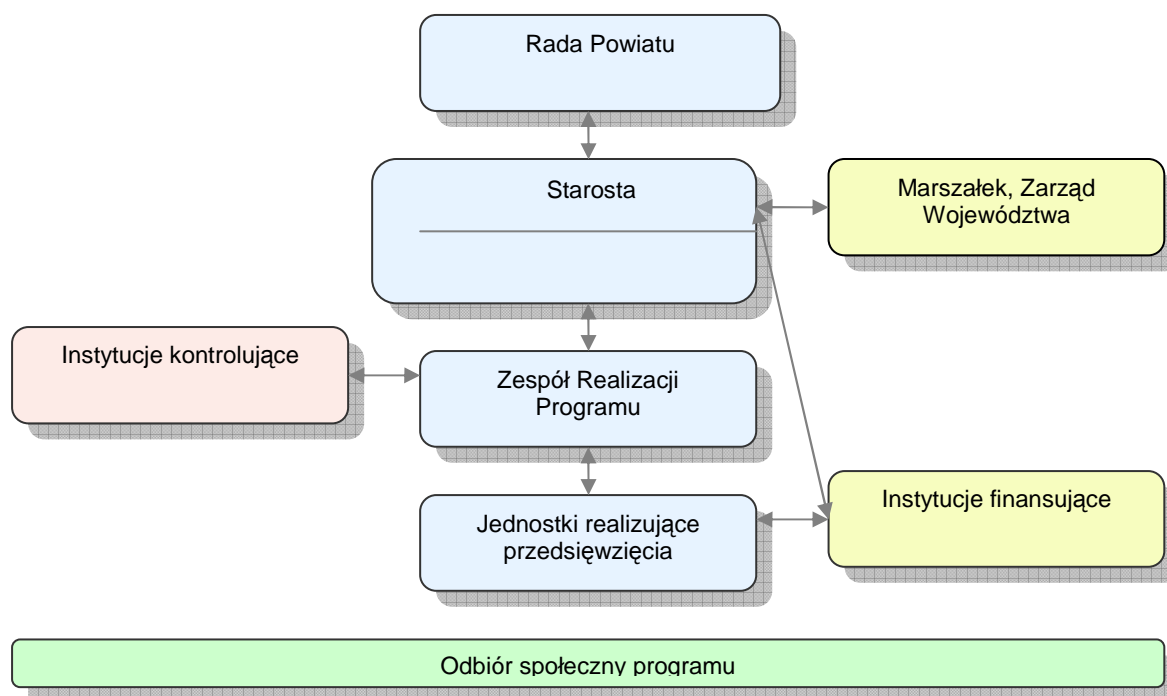 Rada Powiatu
Starosta
Marszałek, Zarząd
Województwa
Instytucje kontrolujące
Zespół Realizacji
Programu
Instytucje finansujące
Jednostki realizujące
przedsięwzięcia
Odbiór społeczny programu